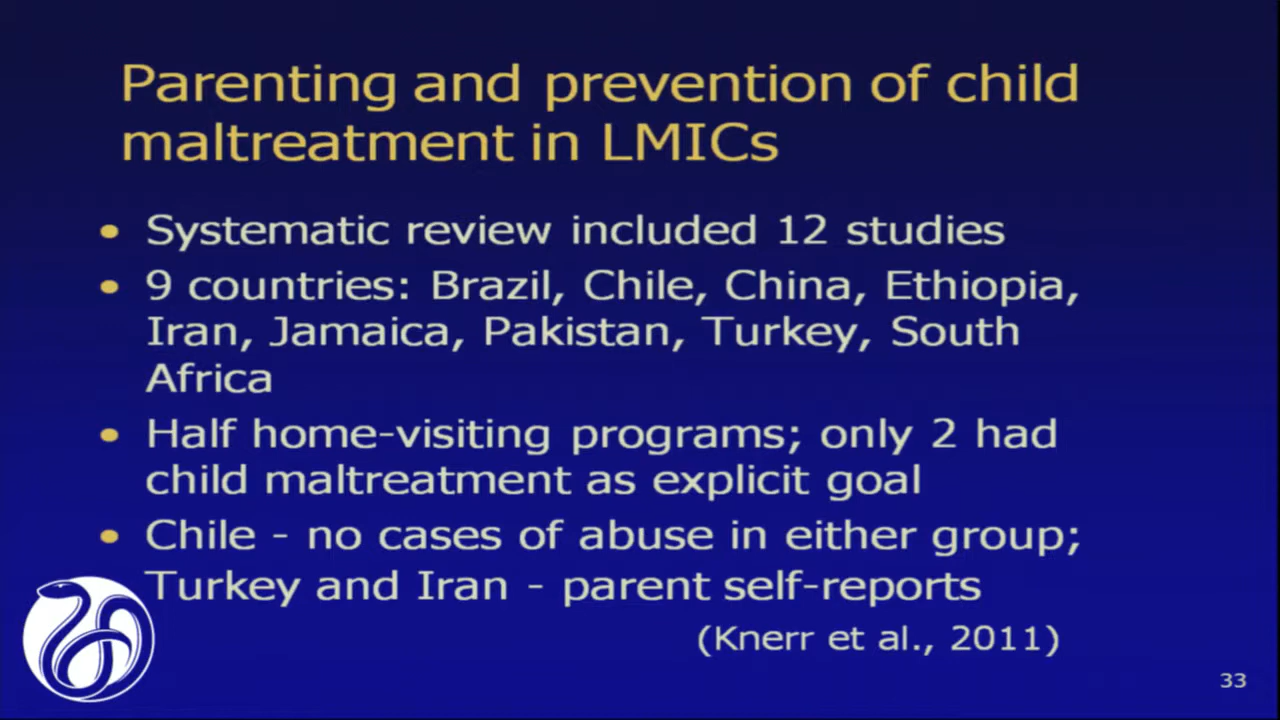 Parenting and prevention of child
maltreatment in LMICs
• Systematic review included 12 studies
• 9 countries: Brazil, Chile, China, Ethiopia,
Iran, Jamaica, Pakistan, Turkey, South
Africa
• Half home-visiting programs; only 2 had
child maltreatment as explicit goal
• Chile - no cases of abuse in either group;
Turkey and Iran - parent self-reports
(Knerr et al., 2011)
33